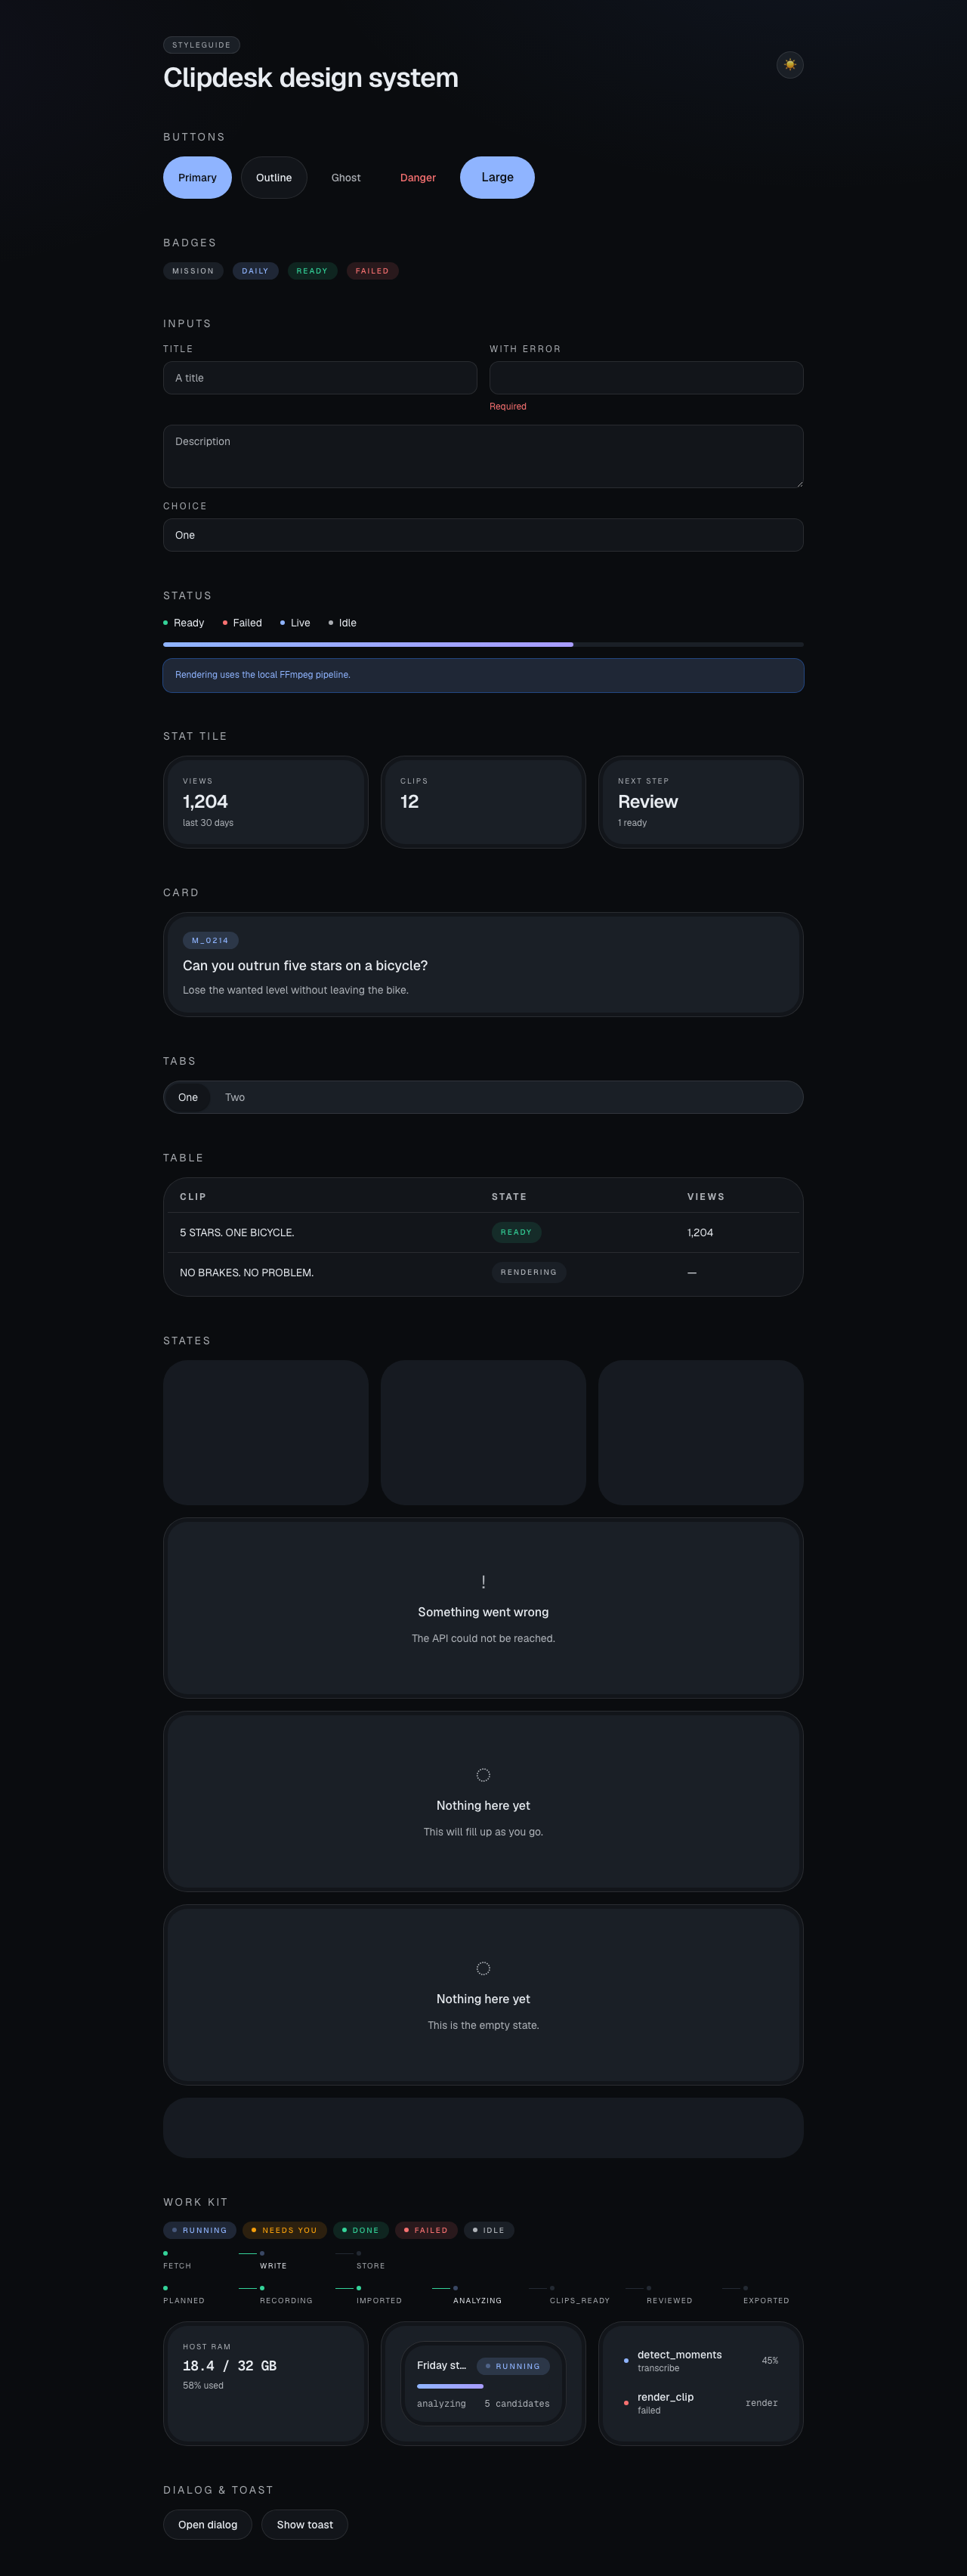 STYLEGUIDE
Clipdesk design system
BUTTONS
Primary Outline Ghost Danger Large
BADGES
MISSION DAILY READY FAILED
INPUTS
TITLE WITH ERROR
A title
Required
Description
CHOICE
One
STATUS
Ready Failed Live Idle
Rendering uses the local FFmpeg pipeline.
STAT TILE
VIEWS CLIPS NEXT STEP
1,204 12 Review
last 30 days 1 ready
CARD
M_0214
Can you outrun five stars on a bicycle?
Lose the wanted level without leaving the bike.
TABS
One Two
TABLE
CLIP STATE VIEWS
5 STARS. ONE BICYCLE. READY 1,204
NO BRAKES. NO PROBLEM. RENDERING —
STATES
!
Something went wrong
The API could not be reached.
Nothing here yet
This will fill up as you go.
Nothing here yet
This is the empty state.
WORK KIT
RUNNING NEEDS YOU DONE FAILED IDLE
FETCH WRITE STORE
PLANNED RECORDING IMPORTED ANALYZING CLIPS_READY REVIEWED EXPORTED
HOST RAM
18.4 / 32 GB
58% used
Friday st... RUNNING
analyzing 5 candidates
detect_moments 45%
transcribe
render_clip render
failed
DIALOG & TOAST
Open dialog Show toast